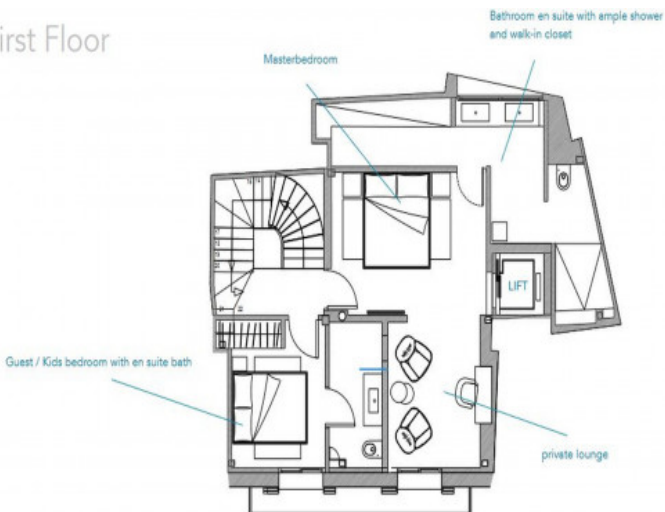 irst Floor
Bathroom en suite with ample shower
and walk-in closet
Masterbedroom
LIFT
Guest / Kids bedroom with en suite bath
private lounge